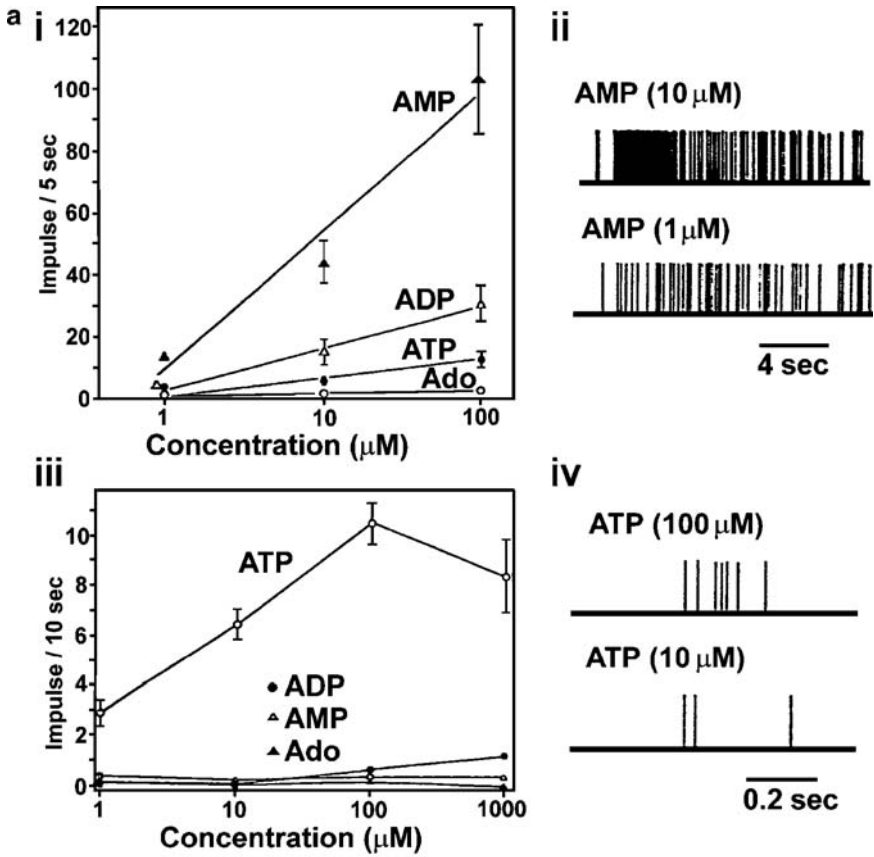 a i
120
100
80
60
40
20
0
Impulse / 5 sec
AMP
ADP
ATP
Ado
1 10 100
Concentration (μM)
ii
AMP (10 μM)
AMP (1μM)
4 sec
iii
10
8
6
4
2
0
Impulse / 10 sec
ATP
ADP
AMP
Ado
1 10 100 1000
Concentration (μM)
iv
ATP (100 μM)
ATP (10 μM)
0.2 sec